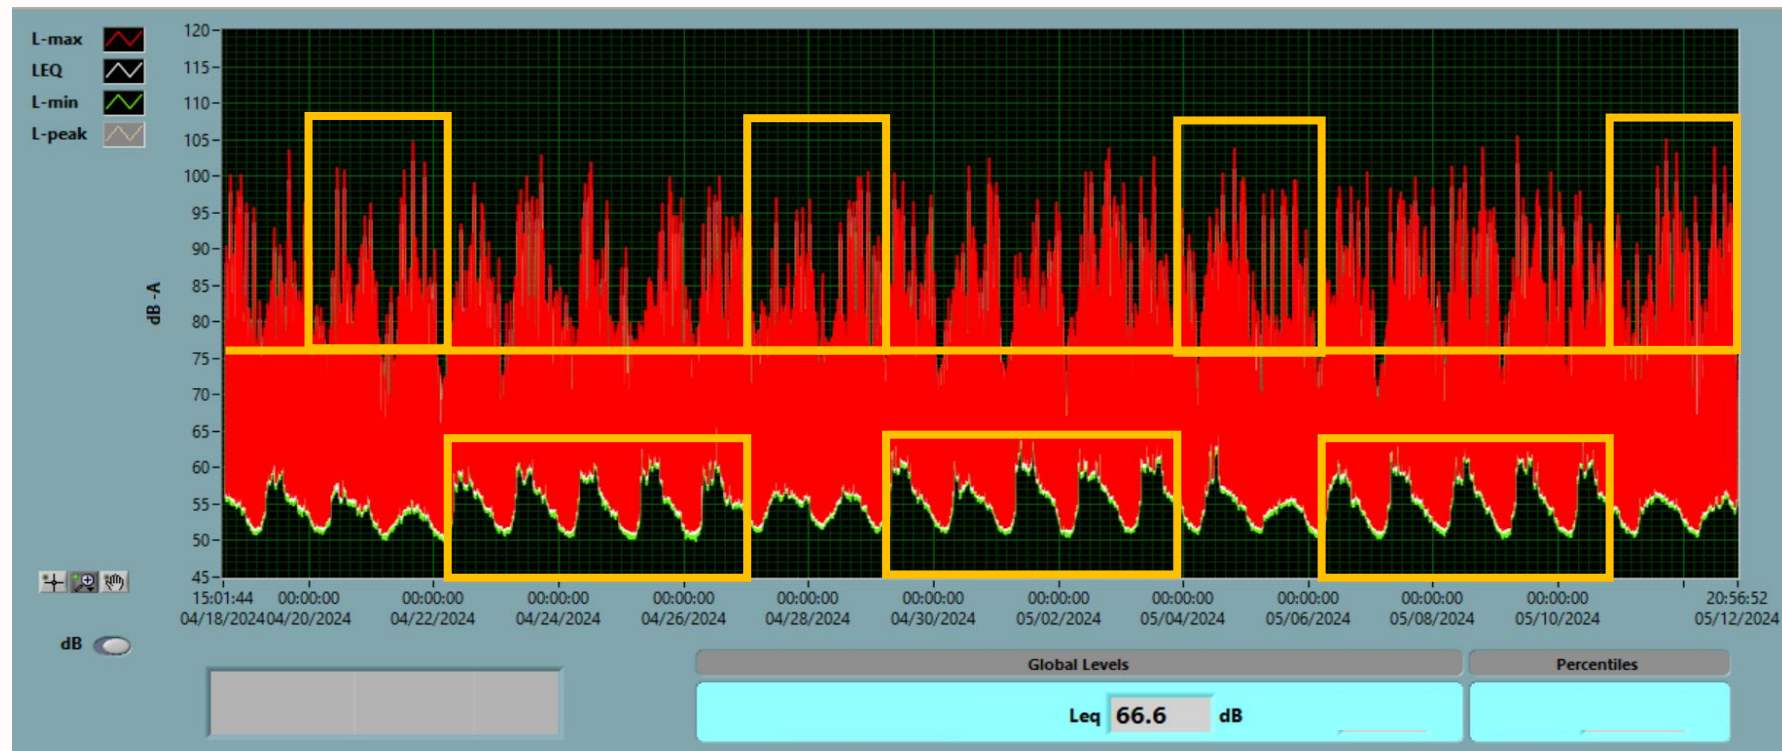 L-max
LEQ
L-min
L-peak
dB -A
120
115
110
105
100
95
90
85
80
75
70
65
60
55
50
45
15:01:44 00:00:00 00:00:00 00:00:00 00:00:00 00:00:00 00:00:00 00:00:00 00:00:00 00:00:00 00:00:00 00:00:00 20:56:52
04/18/2024 04/20/2024 04/22/2024 04/24/2024 04/26/2024 04/28/2024 04/30/2024 05/02/2024 05/04/2024 05/06/2024 05/08/2024 05/10/2024 05/12/2024
dB
Global Levels
Percentiles
Leq 66.6 dB